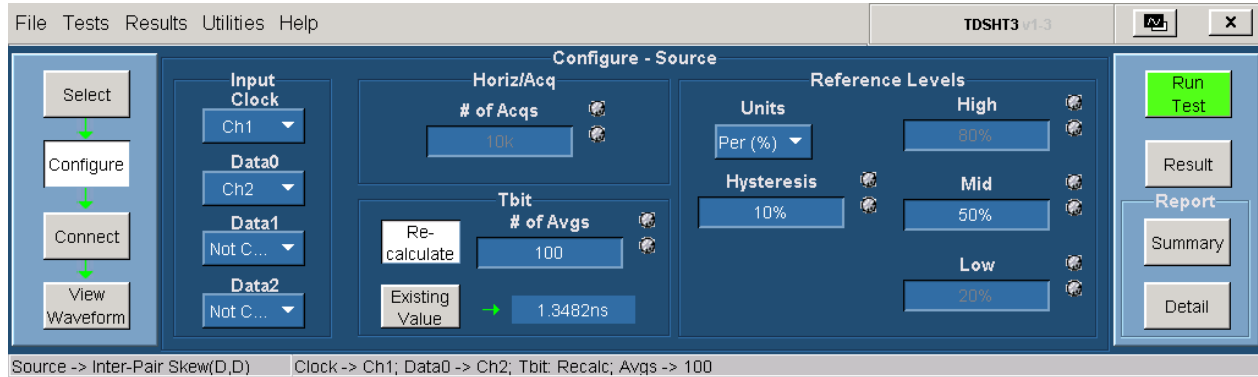 File Tests Results Utilities Help
TDSHT3 v1-3
x
Configure - Source
Select
Configure
Connect
View
Waveform
Input
Clock
Ch1
Data0
Ch2
Data1
Not C...
Data2
Not C...
Horiz/Acq
# of Acqs
10k
Tbit
Re-
calculate
# of Avgs
100
Existing
Value
1.3482ns
Reference Levels
Units
Per (%)
Hysteresis
10%
High
80%
Mid
50%
Low
20%
Run
Test
Result
Report
Summary
Detail
Source -> Inter-Pair Skew(D,D)
Clock -> Ch1; Data0 -> Ch2; Tbit: Recalc; Avgs -> 100